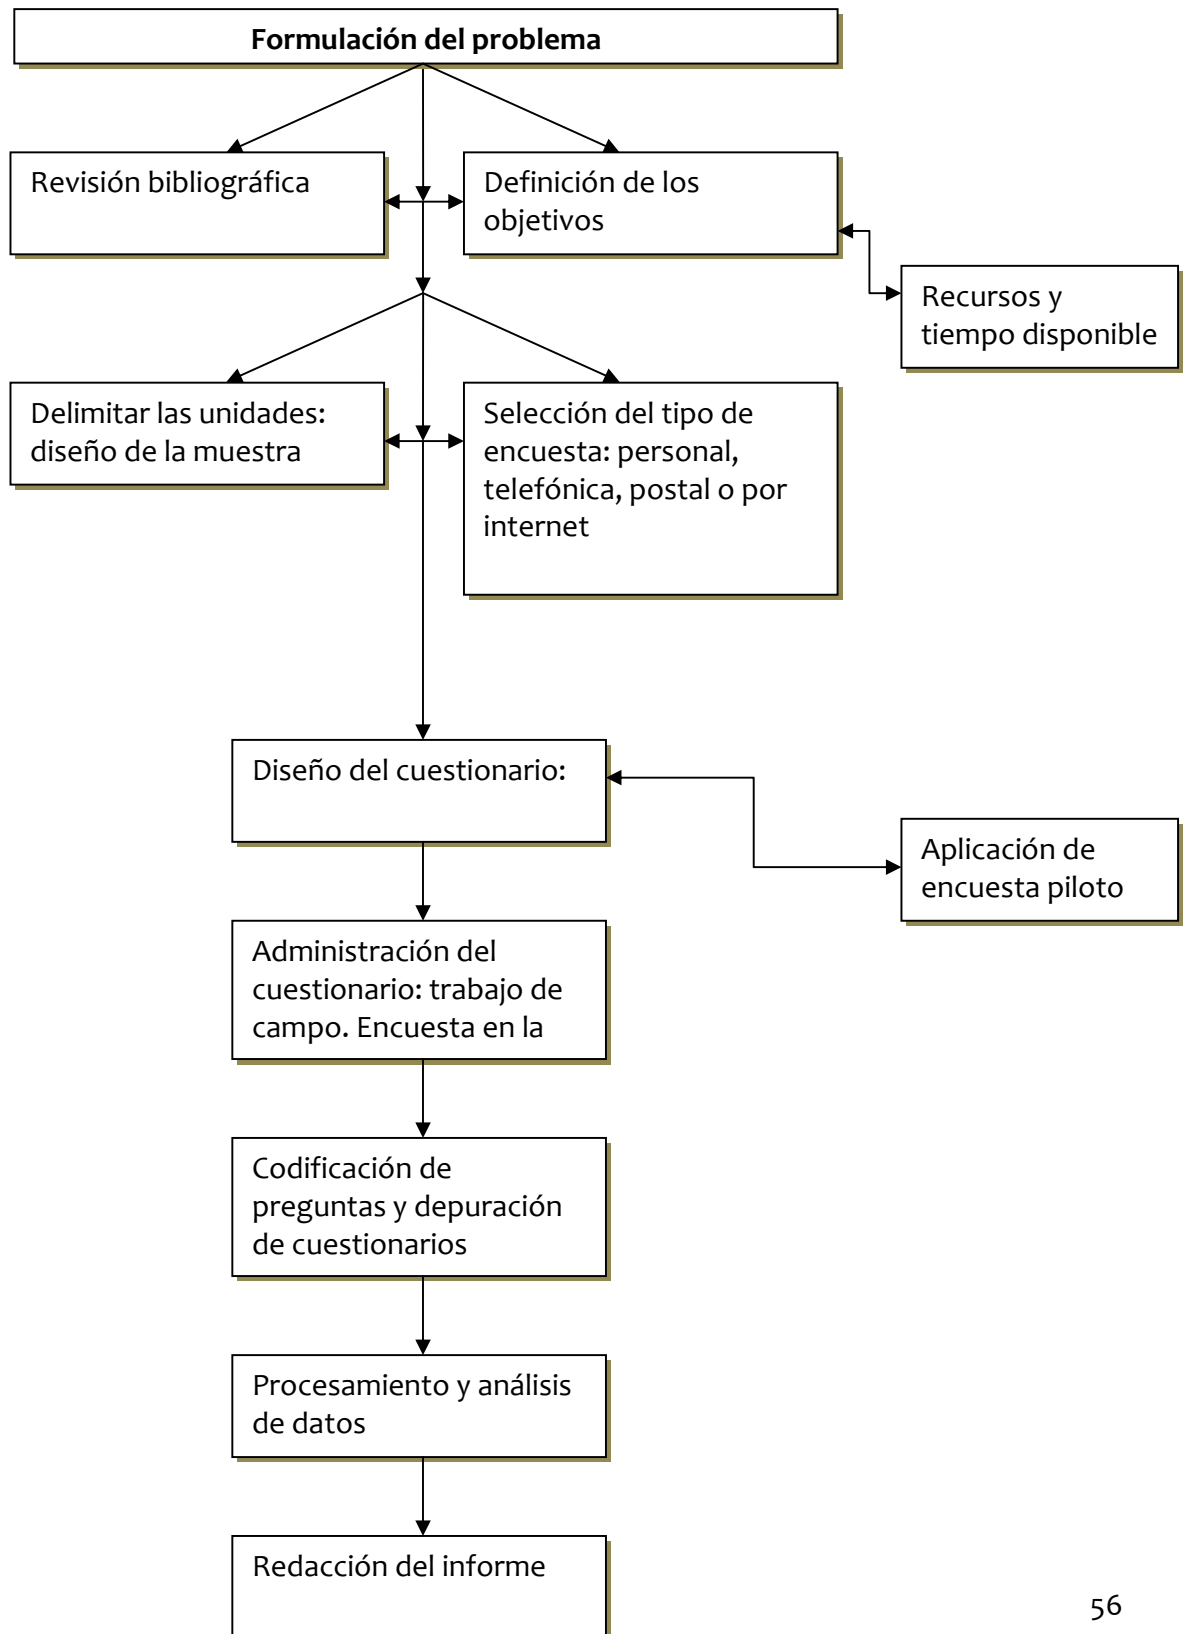 Formulación del problema
Revisión bibliográfica
Definición de los
objetivos
Recursos y
tiempo disponible
Delimitar las unidades:
diseño de la muestra
Selección del tipo de
encuesta: personal,
telefónica, postal o por
internet
Diseño del cuestionario:
Aplicación de
encuesta piloto
Administración del
cuestionario: trabajo de
campo. Encuesta en la
Codificación de
preguntas y depuración
de cuestionarios
Procesamiento y análisis
de datos
Redacción del informe
56